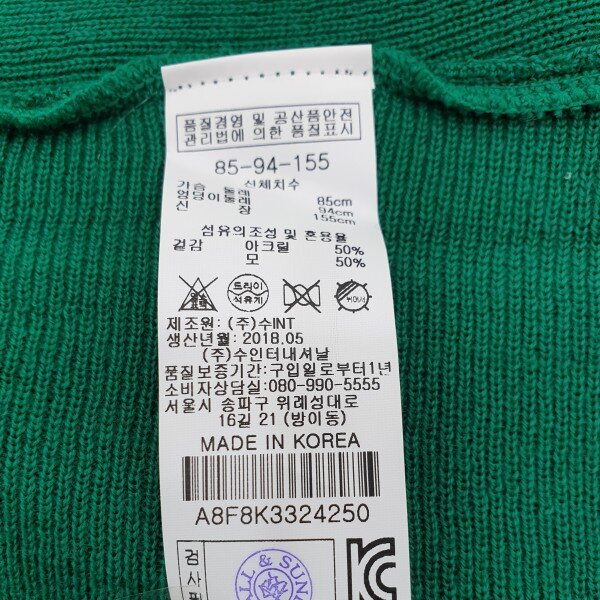 품질경영 및 공산품안전
관리법에 의한 품질표시
85-94-155
신체치수
가슴 둘레 85cm
엉덩이둘레 94cm
신 장 155cm
섬유의조성 및 혼용율
겉감 아크릴 50%
모 50%
드라이
석유계
제조원: (주)수INT
생산년월: 2018.05
(주)수인터내셔날
품질보증기간: 구입일로부터1년
소비자상담실: 080-990-5555
서울시 송파구 위례성대로
16길 21 (방이동)
MADE IN KOREA
A8F8K3324250
검사
LL & SUN